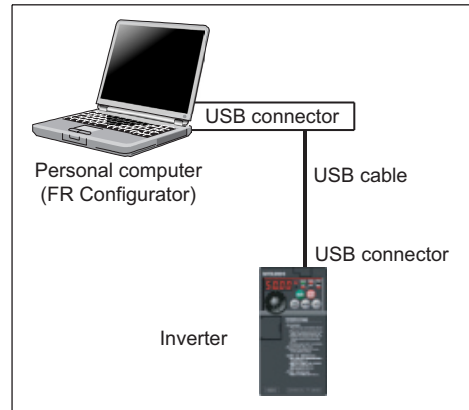 USB connector
Personal computer
(FR Configurator)
USB cable
USB connector
Inverter